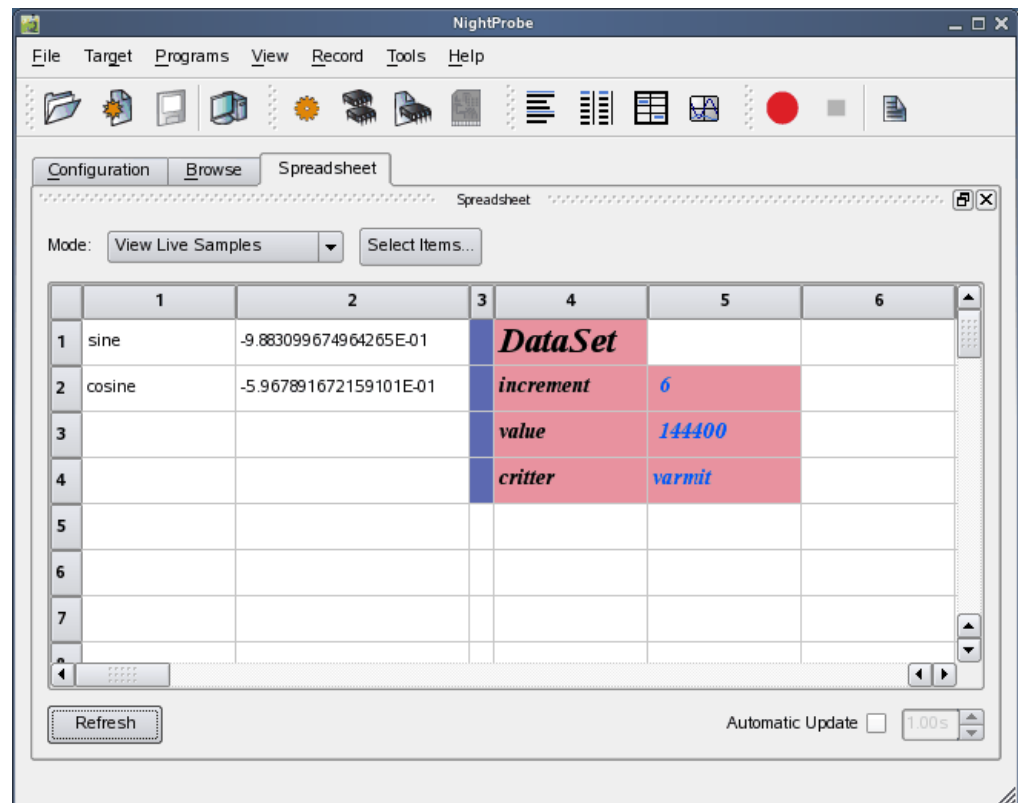 NightProbe
File Target Programs View Record Tools Help
Configuration Browse Spreadsheet
Spreadsheet
Mode: View Live Samples Select Items...
1 2 3 4 5 6
1 sine -9.883099674964265E-01 DataSet
2 cosine -5.967891672159101E-01 increment 6
3 value 144400
4 critter varmit
5
6
7
Refresh Automatic Update 1.00s